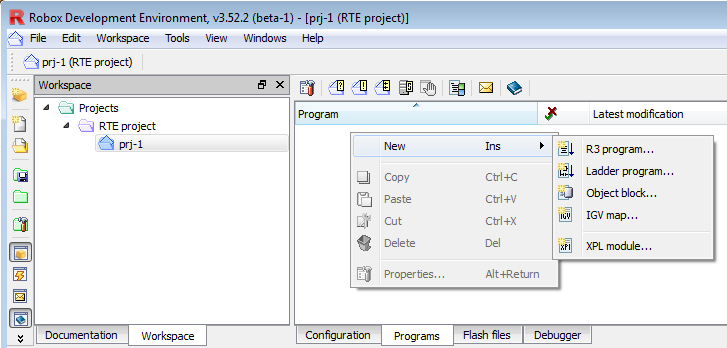 Robox Development Environment, v3.52.2 (beta-1) - [prj-1 (RTE project)]
File Edit Workspace Tools View Windows Help
prj-1 (RTE project)
Workspace
Projects
RTE project
prj-1
Documentation Workspace
Program Latest modification
New Ins
Copy Ctrl+C
Paste Ctrl+V
Cut Ctrl+X
Delete Del
Properties... Alt+Return
R3 program...
Ladder program...
Object block...
IGV map...
XPL module...
Configuration Programs Flash files Debugger